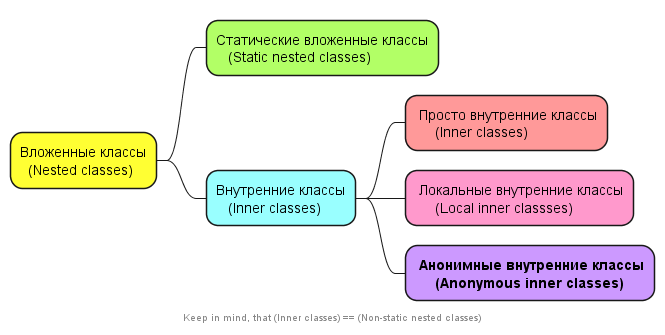 Статические вложенные классы
(Static nested classes)
Просто внутренние классы
(Inner classes)
Вложенные классы
(Nested classes)
Внутренние классы
(Inner classes)
Локальные внутренние классы
(Local inner classses)
Анонимные внутренние классы
(Anonymous inner classes)
Keep in mind, that (Inner classes) == (Non-static nested classes)